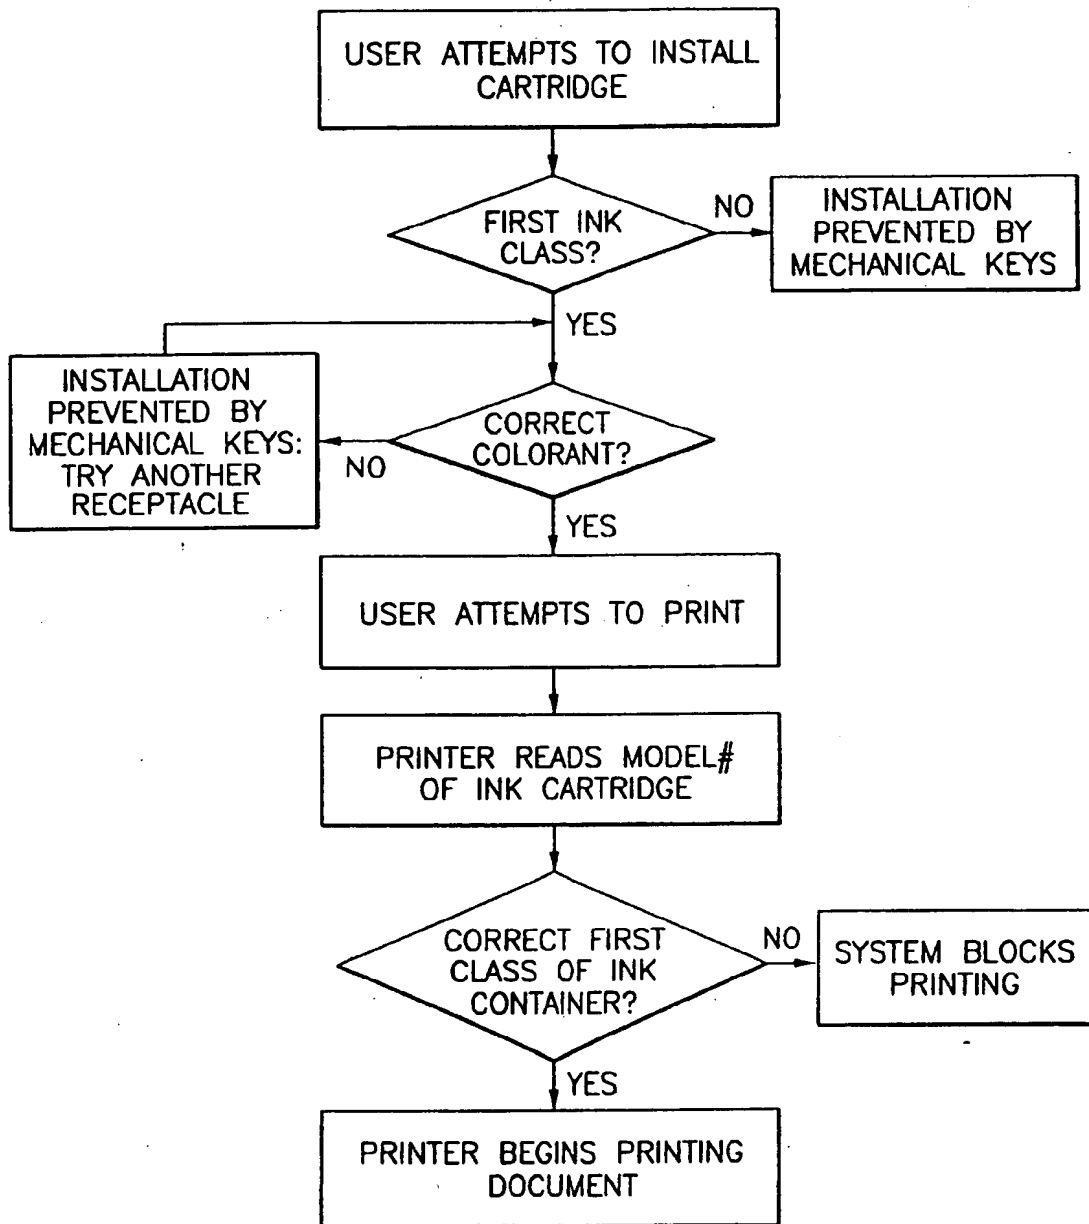 USER ATTEMPTS TO INSTALL
CARTRIDGE
FIRST INK
CLASS?
NO
INSTALLATION
PREVENTED BY
MECHANICAL KEYS
YES
INSTALLATION
PREVENTED BY
MECHANICAL KEYS:
TRY ANOTHER
RECEPTACLE
NO
CORRECT
COLORANT?
YES
USER ATTEMPTS TO PRINT
PRINTER READS MODEL#
OF INK CARTRIDGE
CORRECT FIRST
CLASS OF INK
CONTAINER?
NO
SYSTEM BLOCKS
PRINTING
YES
PRINTER BEGINS PRINTING
DOCUMENT